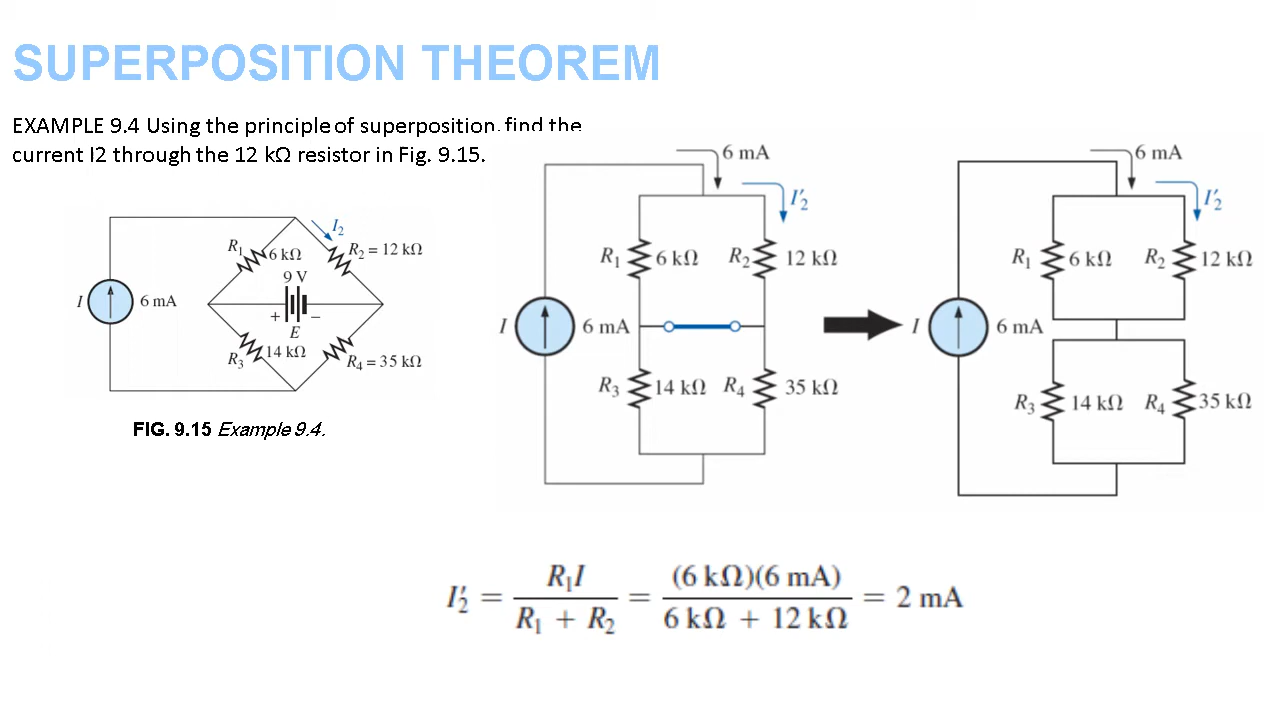 SUPERPOSITION THEOREM
EXAMPLE 9.4 Using the principle of superposition, find the
current I2 through the 12 kΩ resistor in Fig. 9.15.
I
6 mA
R₁
6 kΩ
I₂
R₂ = 12 kΩ
9 V
+
–
E
R₃
14 kΩ
R₄ = 35 kΩ
FIG. 9.15 Example 9.4.
6 mA
I′₂
R₁
6 kΩ
R₂
12 kΩ
I
6 mA
R₃
14 kΩ
R₄
35 kΩ
6 mA
I′₂
R₁
6 kΩ
R₂
12 kΩ
I
6 mA
R₃
14 kΩ
R₄
35 kΩ
I′₂ = R₁I / (R₁ + R₂) = (6 kΩ)(6 mA) / (6 kΩ + 12 kΩ) = 2 mA